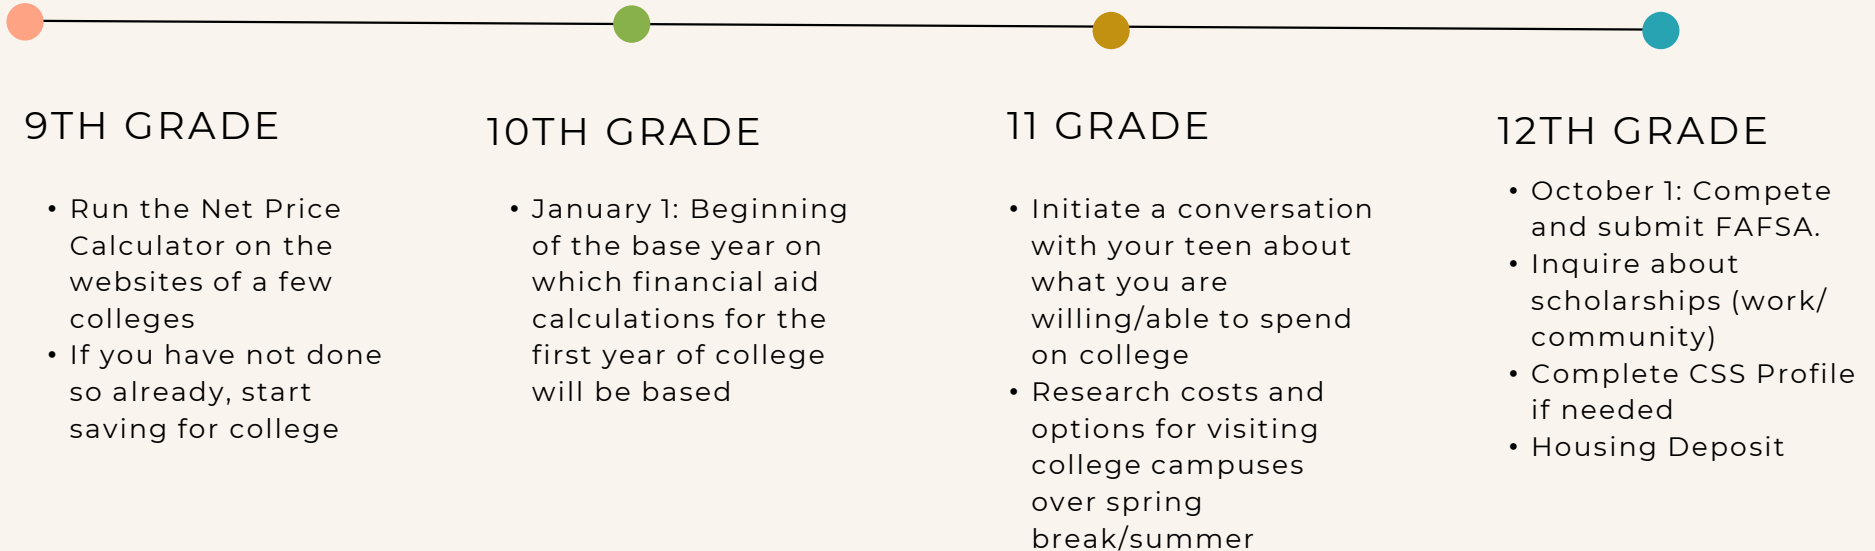 9TH GRADE
• Run the Net Price
Calculator on the
websites of a few
colleges
• If you have not done
so already, start
saving for college
10TH GRADE
• January 1: Beginning
of the base year on
which financial aid
calculations for the
first year of college
will be based
11 GRADE
• Initiate a conversation
with your teen about
what you are
willing/able to spend
on college
• Research costs and
options for visiting
college campuses
over spring
break/summer
12TH GRADE
• October 1: Compete
and submit FAFSA.
• Inquire about
scholarships (work/
community)
• Complete CSS Profile
if needed
• Housing Deposit